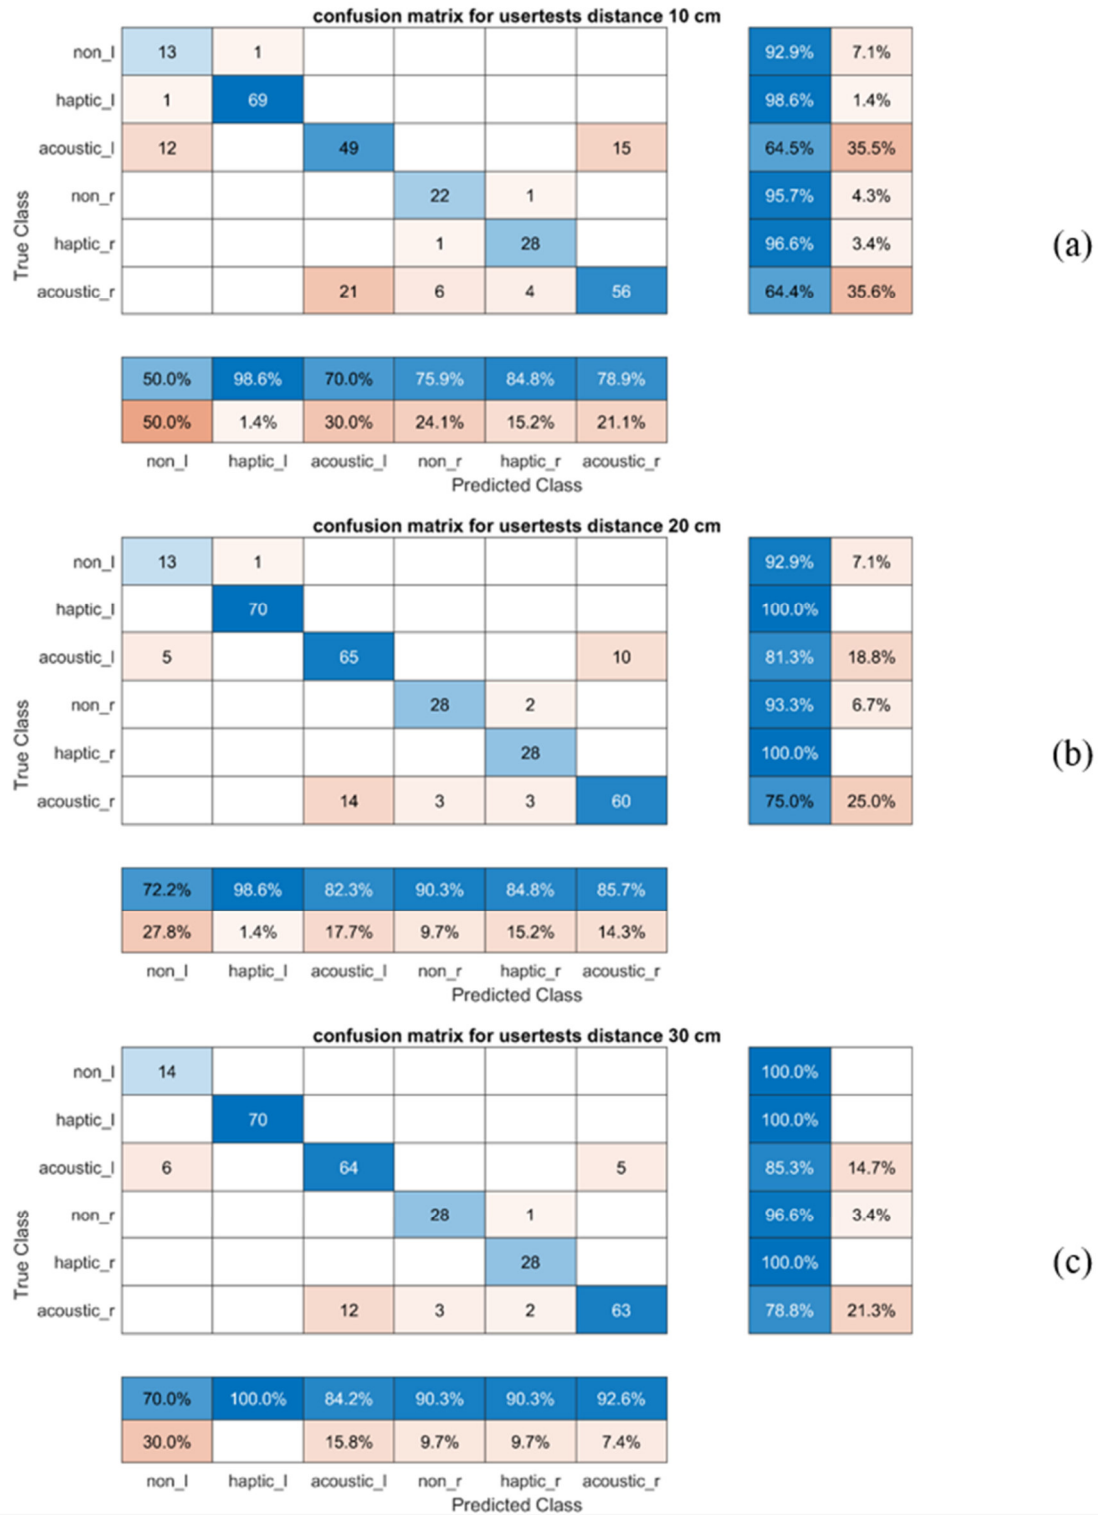 confusion matrix for usertests distance 10 cm
non_l 13 1 92.9% 7.1%
haptic_l 1 69 98.6% 1.4%
acoustic_l 12 49 15 64.5% 35.5%
non_r 22 1 95.7% 4.3%
haptic_r 1 28 96.6% 3.4%
acoustic_r 21 6 4 56 64.4% 35.6%
True Class
(a)
50.0% 98.6% 70.0% 75.9% 84.8% 78.9%
50.0% 1.4% 30.0% 24.1% 15.2% 21.1%
non_l haptic_l acoustic_l non_r haptic_r acoustic_r
Predicted Class
confusion matrix for usertests distance 20 cm
non_l 13 1 92.9% 7.1%
haptic_l 70 100.0%
acoustic_l 5 65 10 81.3% 18.8%
non_r 28 2 93.3% 6.7%
haptic_r 28 100.0%
acoustic_r 14 3 3 60 75.0% 25.0%
True Class
(b)
72.2% 98.6% 82.3% 90.3% 84.8% 85.7%
27.8% 1.4% 17.7% 9.7% 15.2% 14.3%
non_l haptic_l acoustic_l non_r haptic_r acoustic_r
Predicted Class
confusion matrix for usertests distance 30 cm
non_l 14 100.0%
haptic_l 70 100.0%
acoustic_l 6 64 5 85.3% 14.7%
non_r 28 1 96.6% 3.4%
haptic_r 28 100.0%
acoustic_r 12 3 2 63 78.8% 21.3%
True Class
(c)
70.0% 100.0% 84.2% 90.3% 90.3% 92.6%
30.0% 15.8% 9.7% 9.7% 7.4%
non_l haptic_l acoustic_l non_r haptic_r acoustic_r
Predicted Class